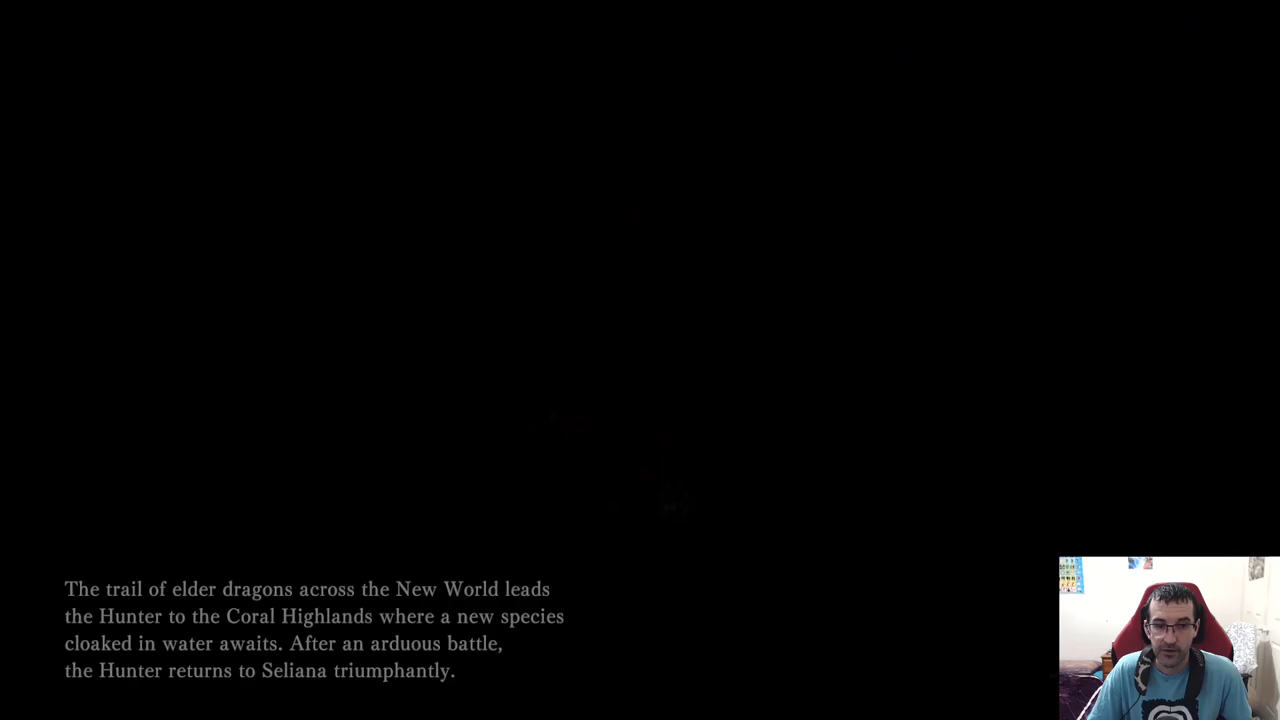 The trail of elder dragons across the New World leads
the Hunter to the Coral Highlands where a new species
cloaked in water awaits. After an arduous battle,
the Hunter returns to Seliana triumphantly.